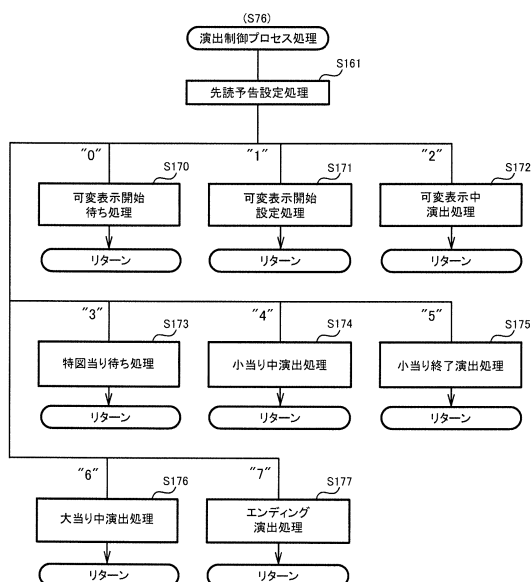 (S76)
演出制御プロセス処理
S161
先読予告設定処理
"0"
"1"
"2"
S170
S171
S172
可変表示開始
待ち処理
可変表示開始
設定処理
可変表示中
演出処理
リターン
リターン
リターン
"3"
"4"
"5"
S173
S174
S175
特図当り待ち処理
小当り中演出処理
小当り終了演出処理
リターン
リターン
リターン
"6"
"7"
S176
S177
大当り中演出処理
エンディング
演出処理
リターン
リターン